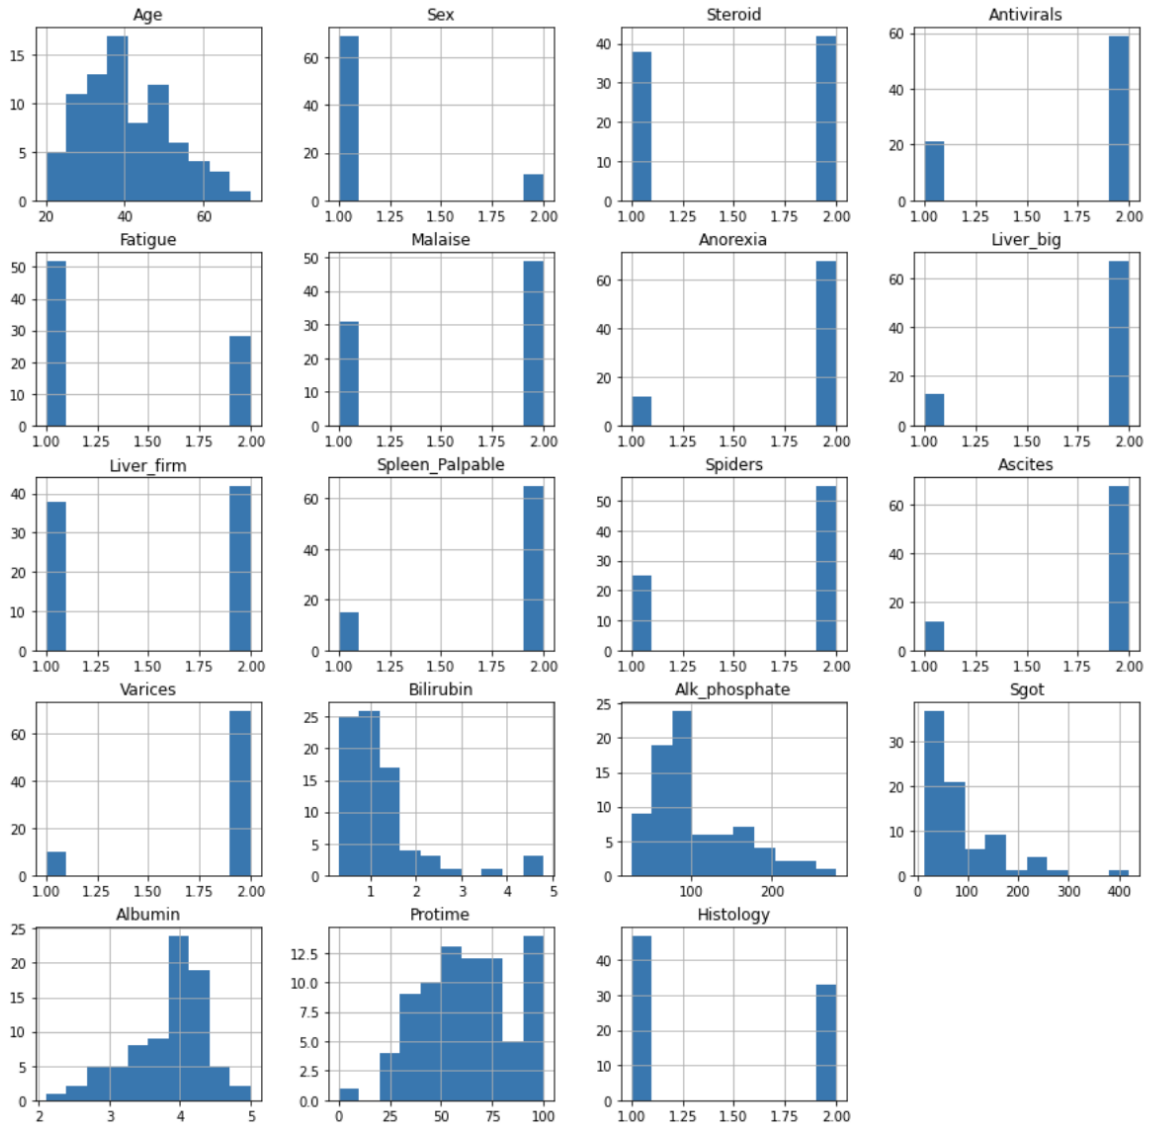 Age Sex Steroid Antivirals
15 60 40 60
10 40 30 40
5 20 20 20
0 0 10 0
0
20 40 60 1.00 1.25 1.50 1.75 2.00 1.00 1.25 1.50 1.75 2.00 1.00 1.25 1.50 1.75 2.00
Fatigue Malaise Anorexia Liver_big
50 50 60 60
40 40 40 40
30 30 20 20
20 20 0 0
10 10
0 0
1.00 1.25 1.50 1.75 2.00 1.00 1.25 1.50 1.75 2.00 1.00 1.25 1.50 1.75 2.00 1.00 1.25 1.50 1.75 2.00
Liver_firm Spleen_Palpable Spiders Ascites
40 60 50 60
30 40 40 40
20 20 30 20
10 0 20 0
0 10
0
1.00 1.25 1.50 1.75 2.00 1.00 1.25 1.50 1.75 2.00 1.00 1.25 1.50 1.75 2.00 1.00 1.25 1.50 1.75 2.00
Varices Bilirubin Alk_phosphate Sgot
60 25 25 30
40 20 20 20
20 15 15 10
0 10 10 0
5 5
0 0
1.00 1.25 1.50 1.75 2.00 1 2 3 4 5 100 200 0 100 200 300 400
Albumin Protime Histology
25 12.5 40
20 10.0 30
15 7.5 20
10 5.0 10
5 2.5 0
0 0.0
2 3 4 5 0 25 50 75 100 1.00 1.25 1.50 1.75 2.00